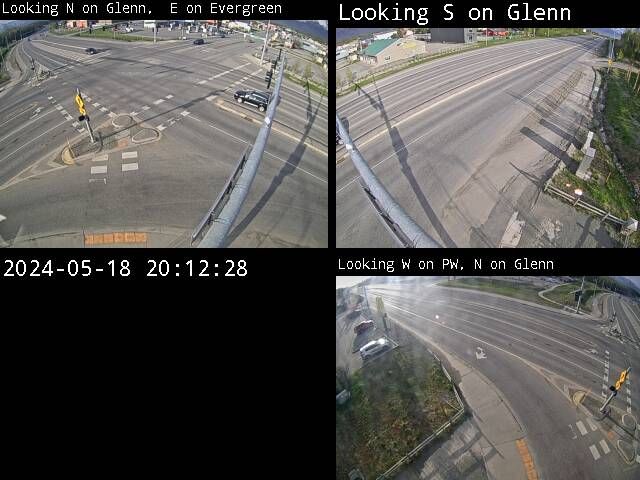 Looking N on Glenn,  E on Evergreen
Looking S on Glenn
2024-05-18 20:12:28
Looking W on PW, N on Glenn